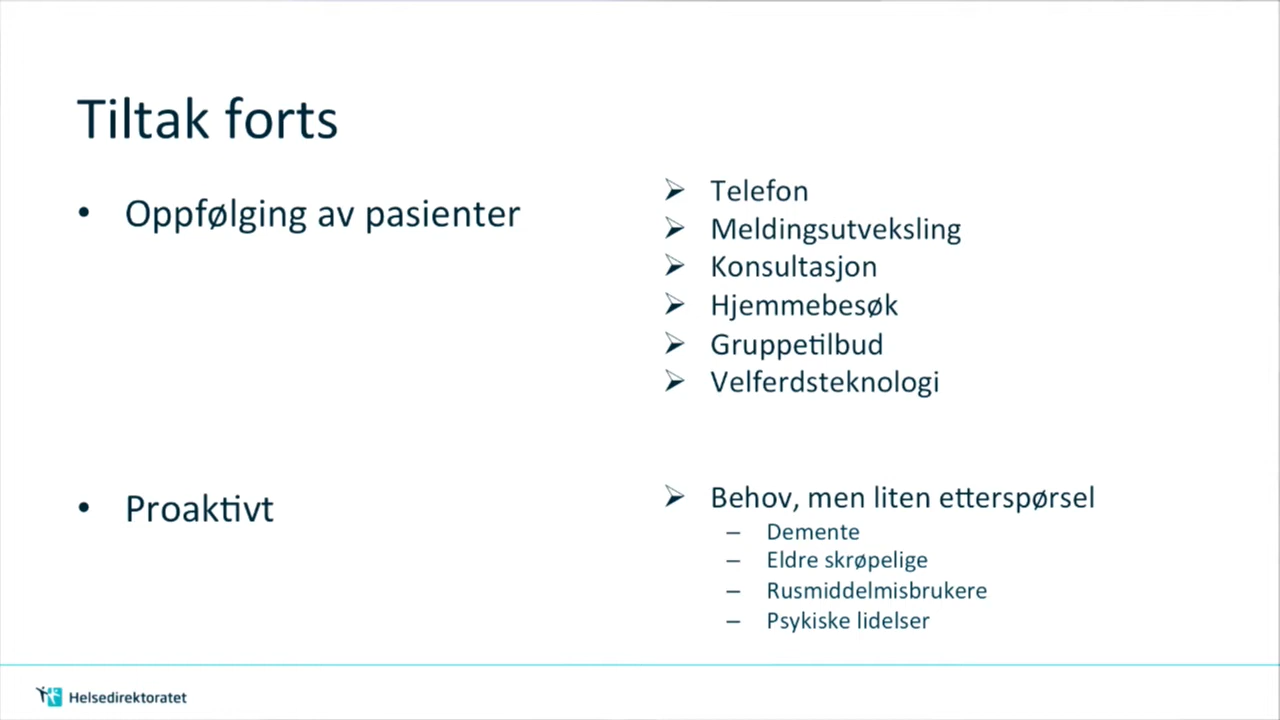 Tiltak forts
• Oppfølging av pasienter
➢ Telefon
➢ Meldingsutveksling
➢ Konsultasjon
➢ Hjemmebesøk
➢ Gruppetilbud
➢ Velferdsteknologi
• Proaktivt
➢ Behov, men liten etterspørsel
– Demente
– Eldre skrøpelige
– Rusmiddelmisbrukere
– Psykiske lidelser
Helsedirektoratet